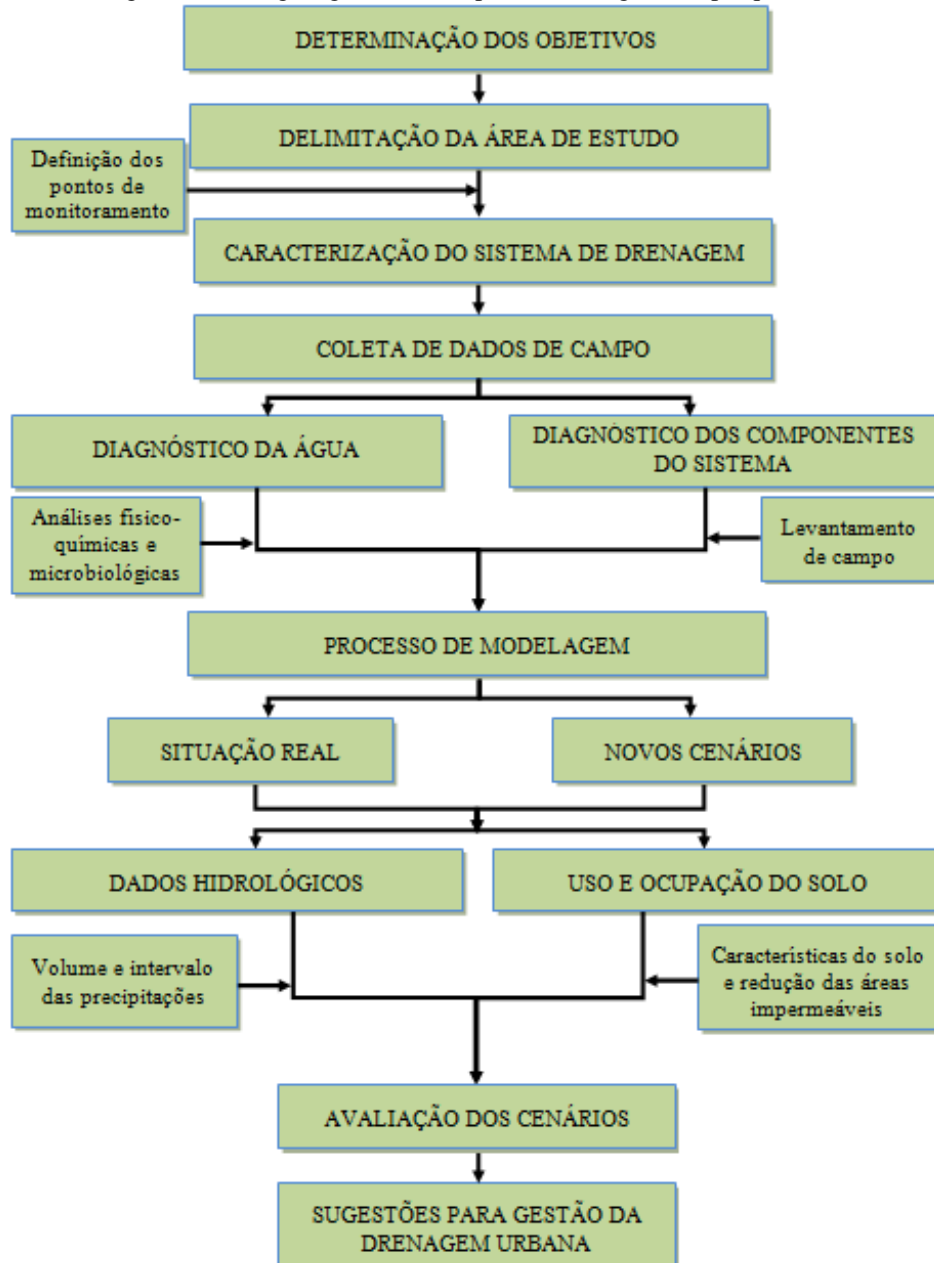 DETERMINAÇÃO DOS OBJETIVOS
DELIMITAÇÃO DA ÁREA DE ESTUDO
Definição dos
pontos de
monitoramento
CARACTERIZAÇÃO DO SISTEMA DE DRENAGEM
COLETA DE DADOS DE CAMPO
DIAGNÓSTICO DA ÁGUA
DIAGNÓSTICO DOS COMPONENTES
DO SISTEMA
Análises físico-
químicas e
microbiológicas
Levantamento
de campo
PROCESSO DE MODELAGEM
SITUAÇÃO REAL
NOVOS CENÁRIOS
DADOS HIDROLÓGICOS
USO E OCUPAÇÃO DO SOLO
Volume e intervalo
das precipitações
Características do solo
e redução das áreas
impermeáveis
AVALIAÇÃO DOS CENÁRIOS
SUGESTÕES PARA GESTÃO DA
DRENAGEM URBANA